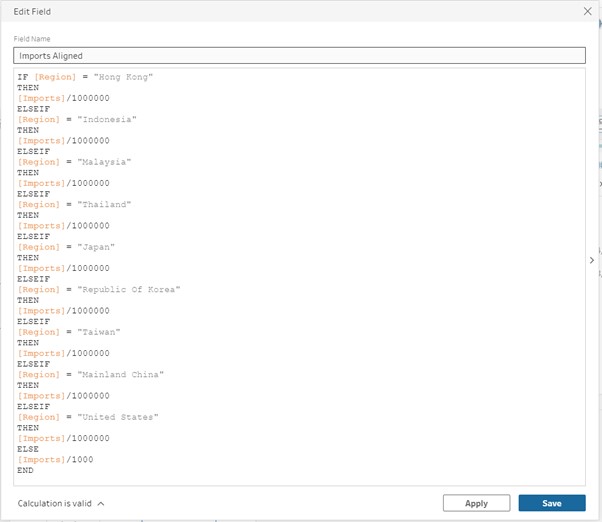 Edit Field
Field Name
Imports Aligned
IF [Region] = "Hong Kong"
THEN
[Imports]/1000000
ELSEIF
[Region] = "Indonesia"
THEN
[Imports]/1000000
ELSEIF
[Region] = "Malaysia"
THEN
[Imports]/1000000
ELSEIF
[Region] = "Thailand"
THEN
[Imports]/1000000
ELSEIF
[Region] = "Japan"
THEN
[Imports]/1000000
ELSEIF
[Region] = "Republic Of Korea"
THEN
[Imports]/1000000
ELSEIF
[Region] = "Taiwan"
THEN
[Imports]/1000000
ELSEIF
[Region] = "Mainland China"
THEN
[Imports]/1000000
ELSEIF
[Region] = "United States"
THEN
[Imports]/1000000
ELSE
[Imports]/1000
END
Calculation is valid
Apply
Save